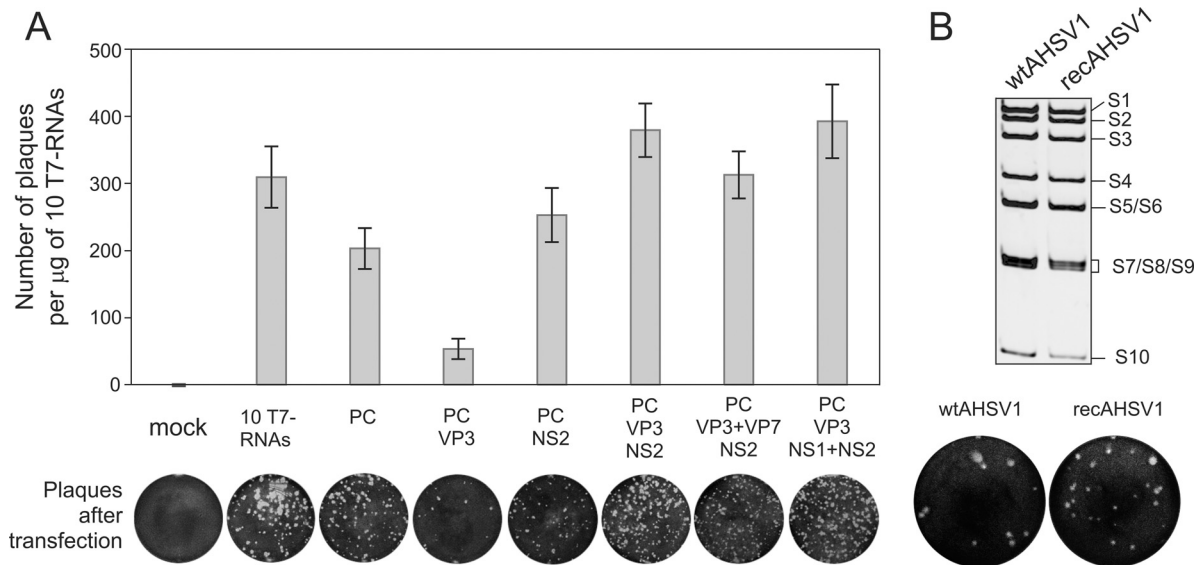 A
Number of plaques
per μg of 10 T7-RNAs
500
400
300
200
100
0
mock
10 T7-
RNAs
PC
PC
VP3
PC
NS2
PC
VP3
NS2
PC
VP3+VP7
NS2
PC
VP3
NS1+NS2
Plaques
after
transfection
B
wtAHSV1
recAHSV1
S1
S2
S3
S4
S5/S6
S7/S8/S9
S10
wtAHSV1
recAHSV1